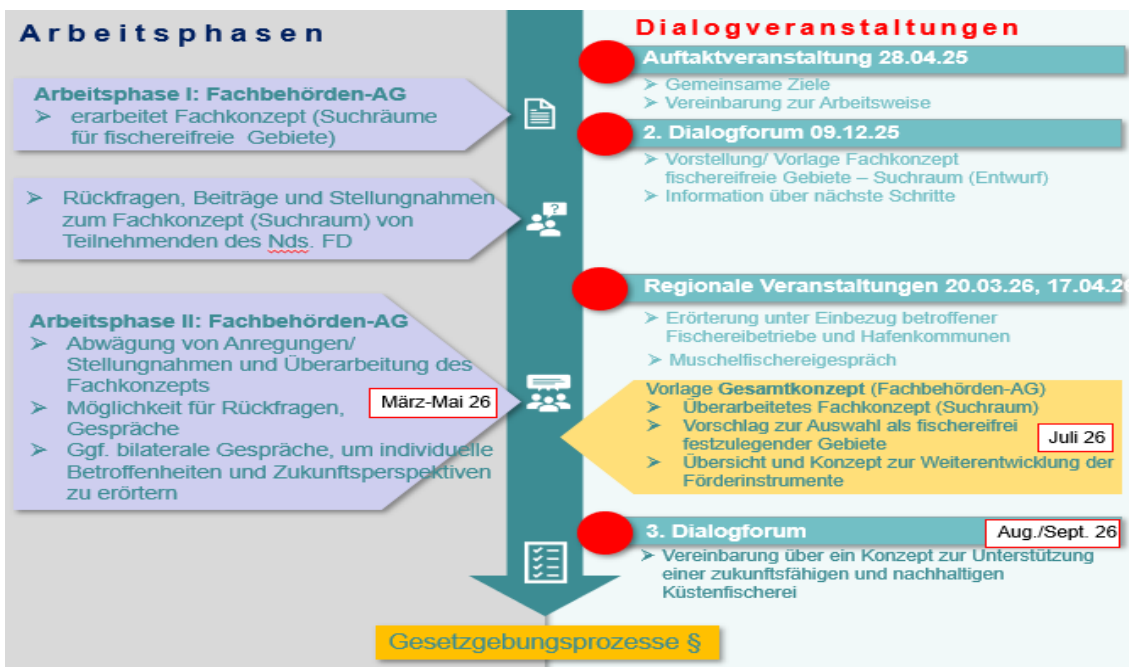 Arbeitsphasen
Arbeitsphase I: Fachbehörden-AG
➤ erarbeitet Fachkonzept (Suchräume
für fischereifreie Gebiete)
➤ Rückfragen, Beiträge und Stellungnahmen
zum Fachkonzept (Suchraum) von
Teilnehmenden des Nds. FD
Arbeitsphase II: Fachbehörden-AG
➤ Abwägung von Anregungen/
Stellungnahmen und Überarbeitung des
Fachkonzepts
➤ Möglichkeit für Rückfragen,
Gespräche
➤ Ggf. bilaterale Gespräche, um individuelle
Betroffenheiten und Zukunftsperspektiven
zu erörtern
März-Mai 26
?
Dialogveranstaltungen
Auftaktveranstaltung 28.04.25
➤ Gemeinsame Ziele
➤ Vereinbarung zur Arbeitsweise
2. Dialogforum 09.12.25
➤ Vorstellung/ Vorlage Fachkonzept
fischereifreie Gebiete – Suchraum (Entwurf)
➤ Information über nächste Schritte
Regionale Veranstaltungen 20.03.26, 17.04.26
➤ Erörterung unter Einbezug betroffener
Fischereibetriebe und Hafenkommunen
➤ Muschelfischereigespräch
Vorlage Gesamtkonzept (Fachbehörden-AG)
➤ Überarbeitetes Fachkonzept (Suchraum)
➤ Vorschlag zur Auswahl als fischereifrei
festzulegender Gebiete
➤ Übersicht und Konzept zur Weiterentwicklung der
Förderinstrumente
Juli 26
3. Dialogforum
Aug./Sept. 26
➤ Vereinbarung über ein Konzept zur Unterstützung
einer zukunftsfähigen und nachhaltigen
Küstenfischerei
Gesetzgebungsprozesse §